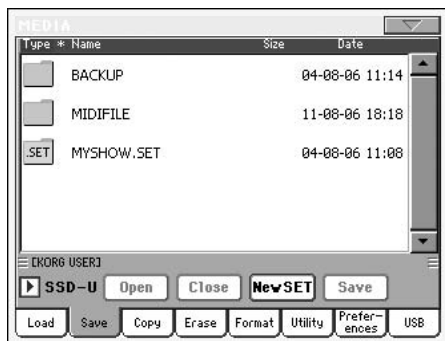 MEDIA
Type * Name Size Date
BACKUP 04-08-06 11:14
MIDIFILE 11-08-06 18:18
.SET MYSHOW.SET 04-08-06 11:08
[KORG USER]
SSD-U Open Close New SET Save
Load Save Copy Erase Format Utility Prefer-
ences USB